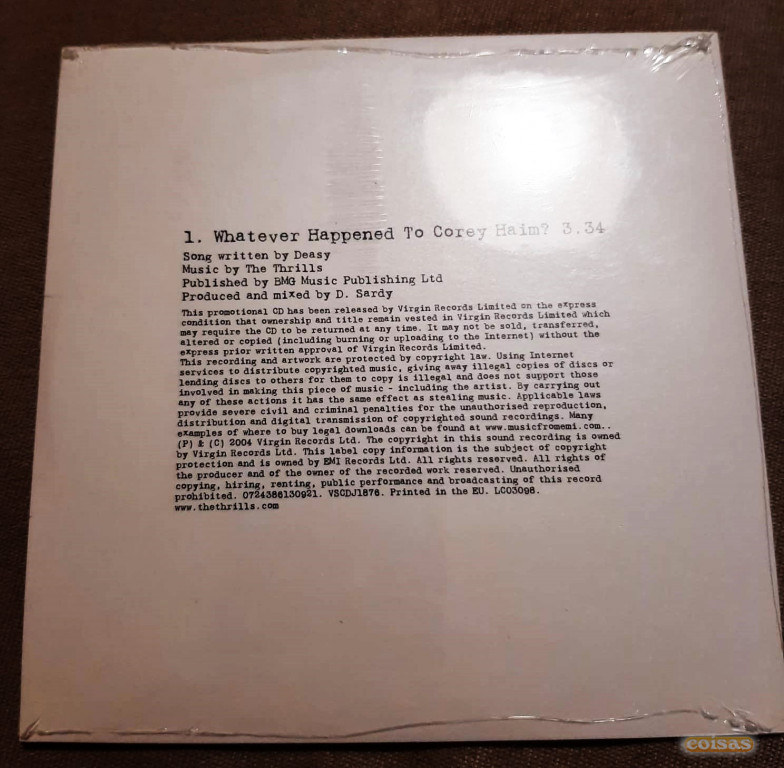 1. Whatever Happened To Corey Haim? 3.34
Song written by Deasy
Music by The Thrills
Published by BMG Music Publishing Ltd
Produced and mixed by D. Sardy
This promotional CD has been released by Virgin Records Limited on the express
condition that ownership and title remain vested in Virgin Records Limited which
may require the CD to be returned at any time. It may not be sold, transferred,
altered or copied (including burning or uploading to the Internet) without the
express prior written approval of Virgin Records Limited.
This recording and artwork are protected by copyright law. Using Internet
services to distribute copyrighted music, giving away illegal copies of discs or
lending discs to others for them to copy is illegal and does not support those
involved in making this piece of music - including the artist. By carrying out
any of these actions it has the same effect as stealing music. Applicable laws
provide severe civil and criminal penalties for the unauthorised reproduction,
distribution and digital transmission of copyrighted sound recordings. Many
examples of where to buy legal downloads can be found at www.musicfromemi.com..
(P) & (C) 2004 Virgin Records Ltd. The copyright in this sound recording is owned
by Virgin Records Ltd. This label copy information is the subject of copyright
protection and is owned by EMI Records Ltd. All rights reserved. All rights of
the producer and of the owner of the recorded work reserved. Unauthorised
copying, hiring, renting, public performance and broadcasting of this record
prohibited. 0724386130921. VSCDJ1876. Printed in the EU. LC03098.
www.thethrills.com
coisas